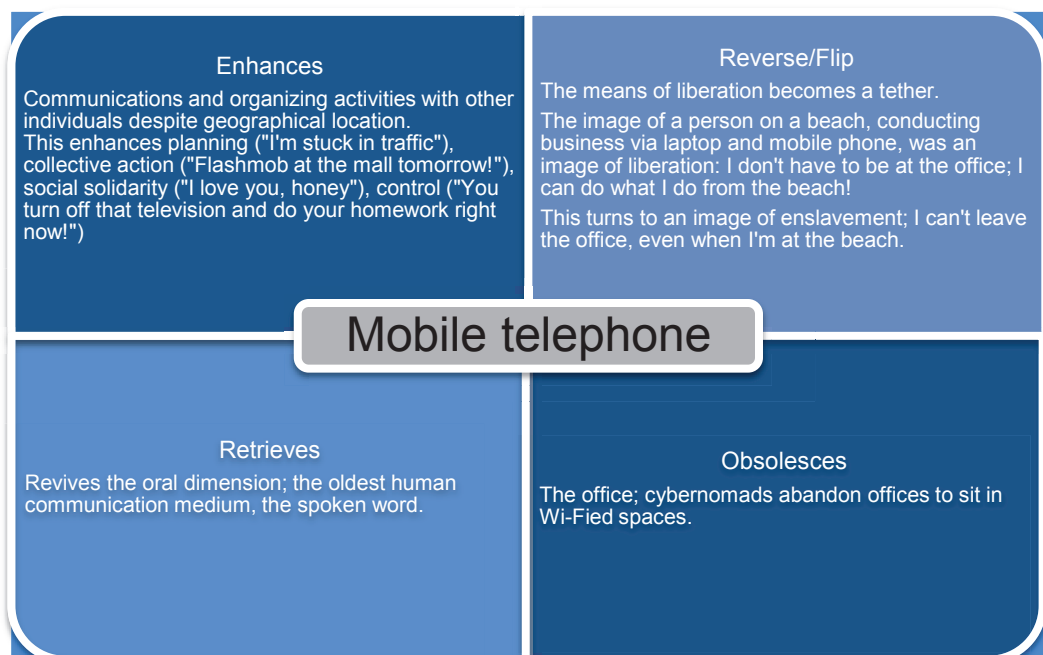 Enhances
Communications and organizing activities with other
individuals despite geographical location.
This enhances planning ("I'm stuck in traffic"),
collective action ("Flashmob at the mall tomorrow!"),
social solidarity ("I love you, honey"), control ("You
turn off that television and do your homework right
now!")
Reverse/Flip
The means of liberation becomes a tether.
The image of a person on a beach, conducting
business via laptop and mobile phone, was an
image of liberation: I don't have to be at the office; I
can do what I do from the beach!
This turns to an image of enslavement; I can't leave
the office, even when I'm at the beach.
Mobile telephone
Retrieves
Revives the oral dimension; the oldest human
communication medium, the spoken word.
Obsolesces
The office; cybernomads abandon offices to sit in
Wi-Fied spaces.